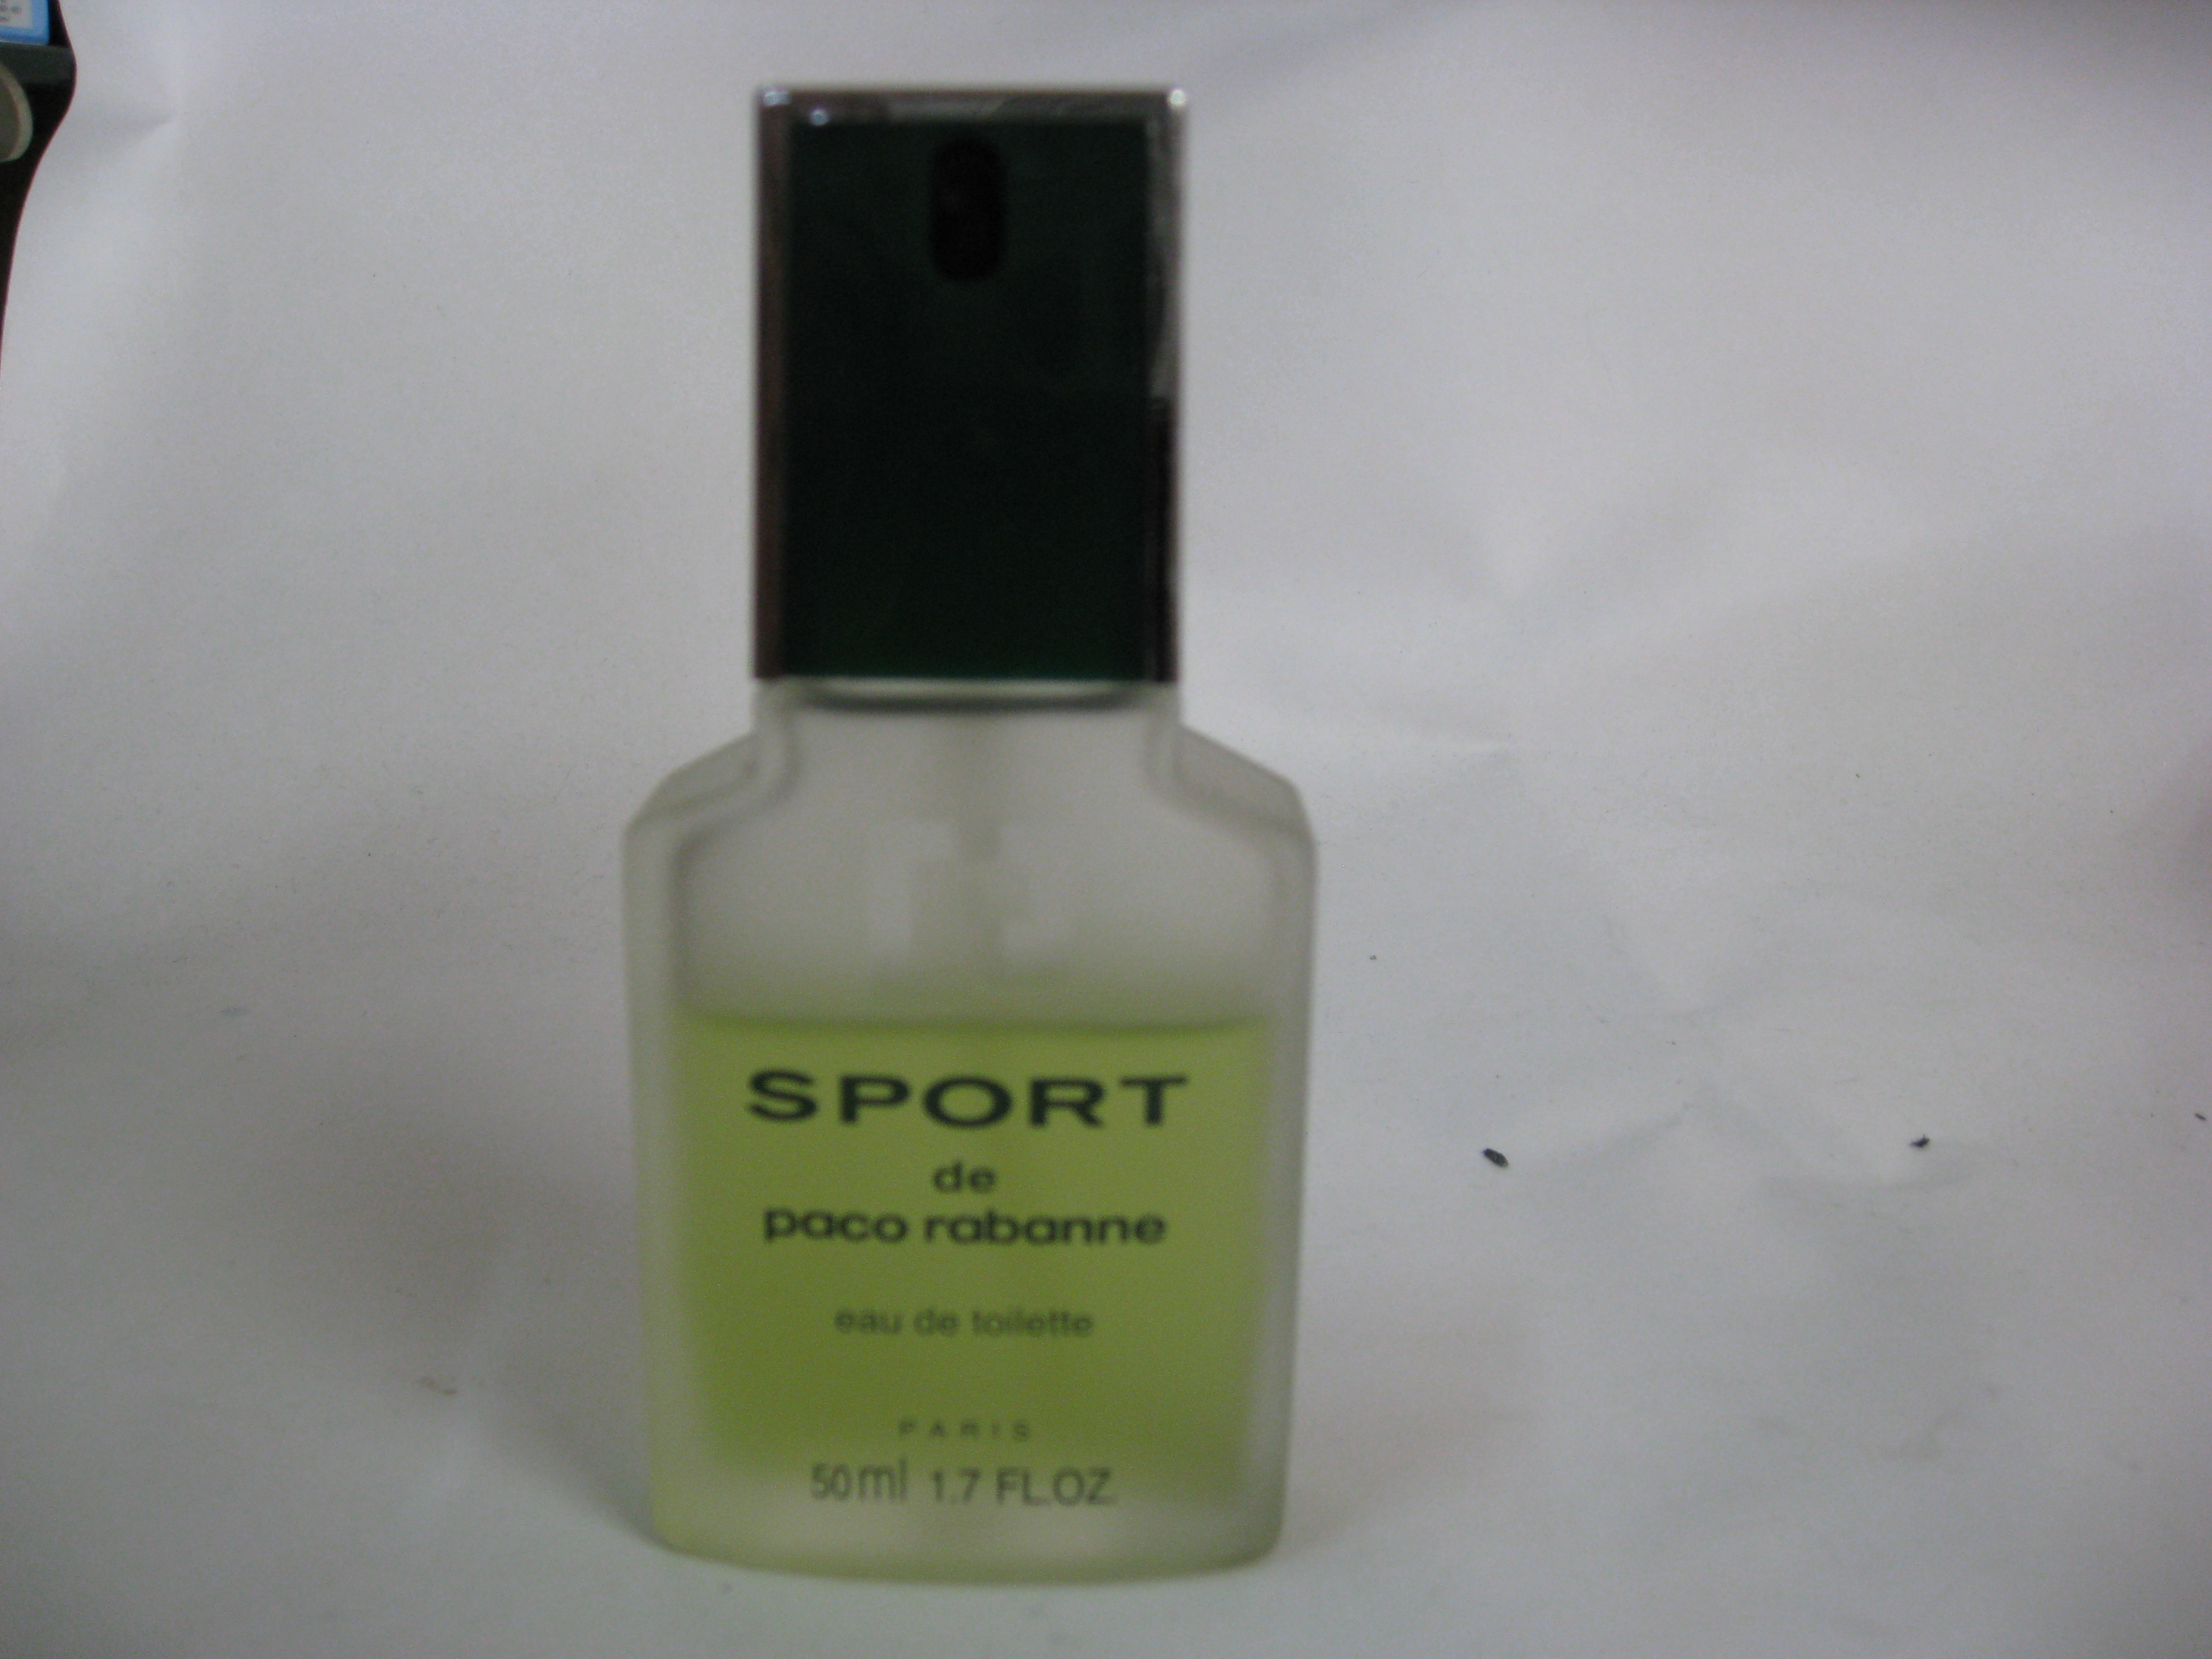 SPORT
de
paco rabanne
eau de toilette
PARIS
50ml 1.7 FL.OZ.